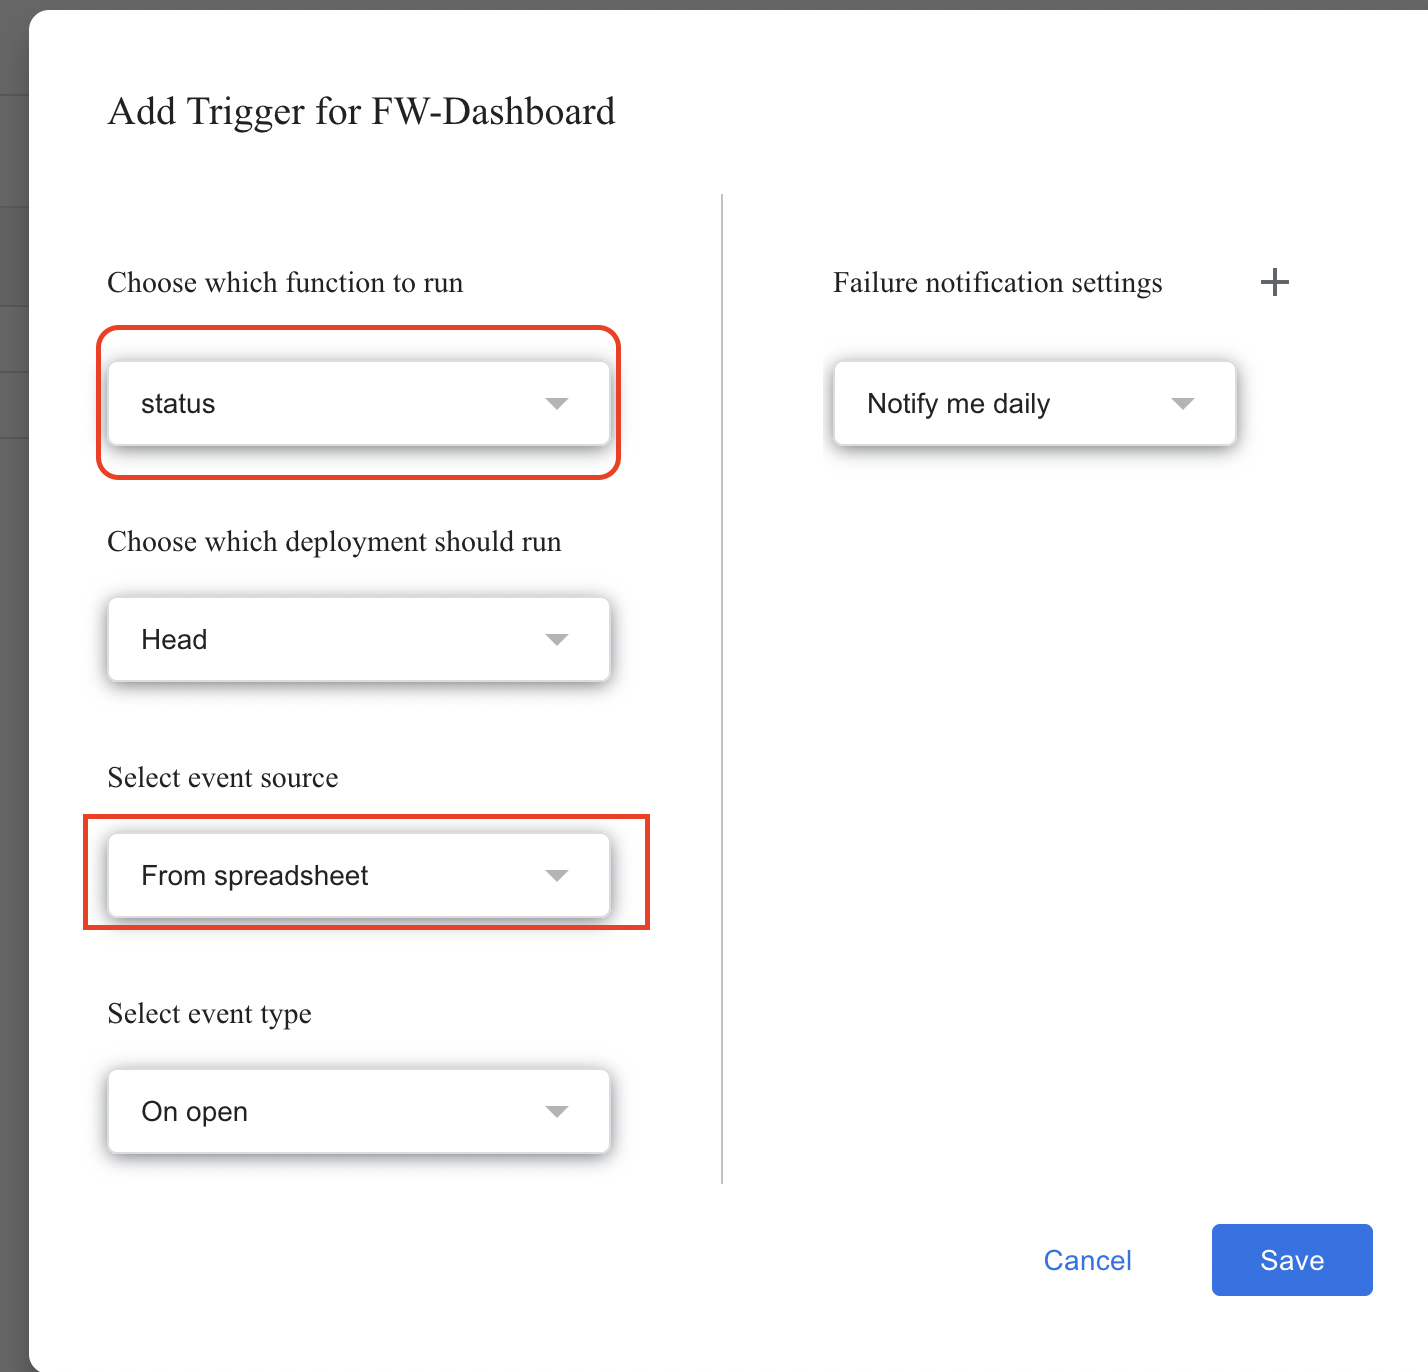 Add Trigger for FW-Dashboard
Choose which function to run
status
Choose which deployment should run
Head
Select event source
From spreadsheet
Select event type
On open
Failure notification settings
Notify me daily
Cancel
Save